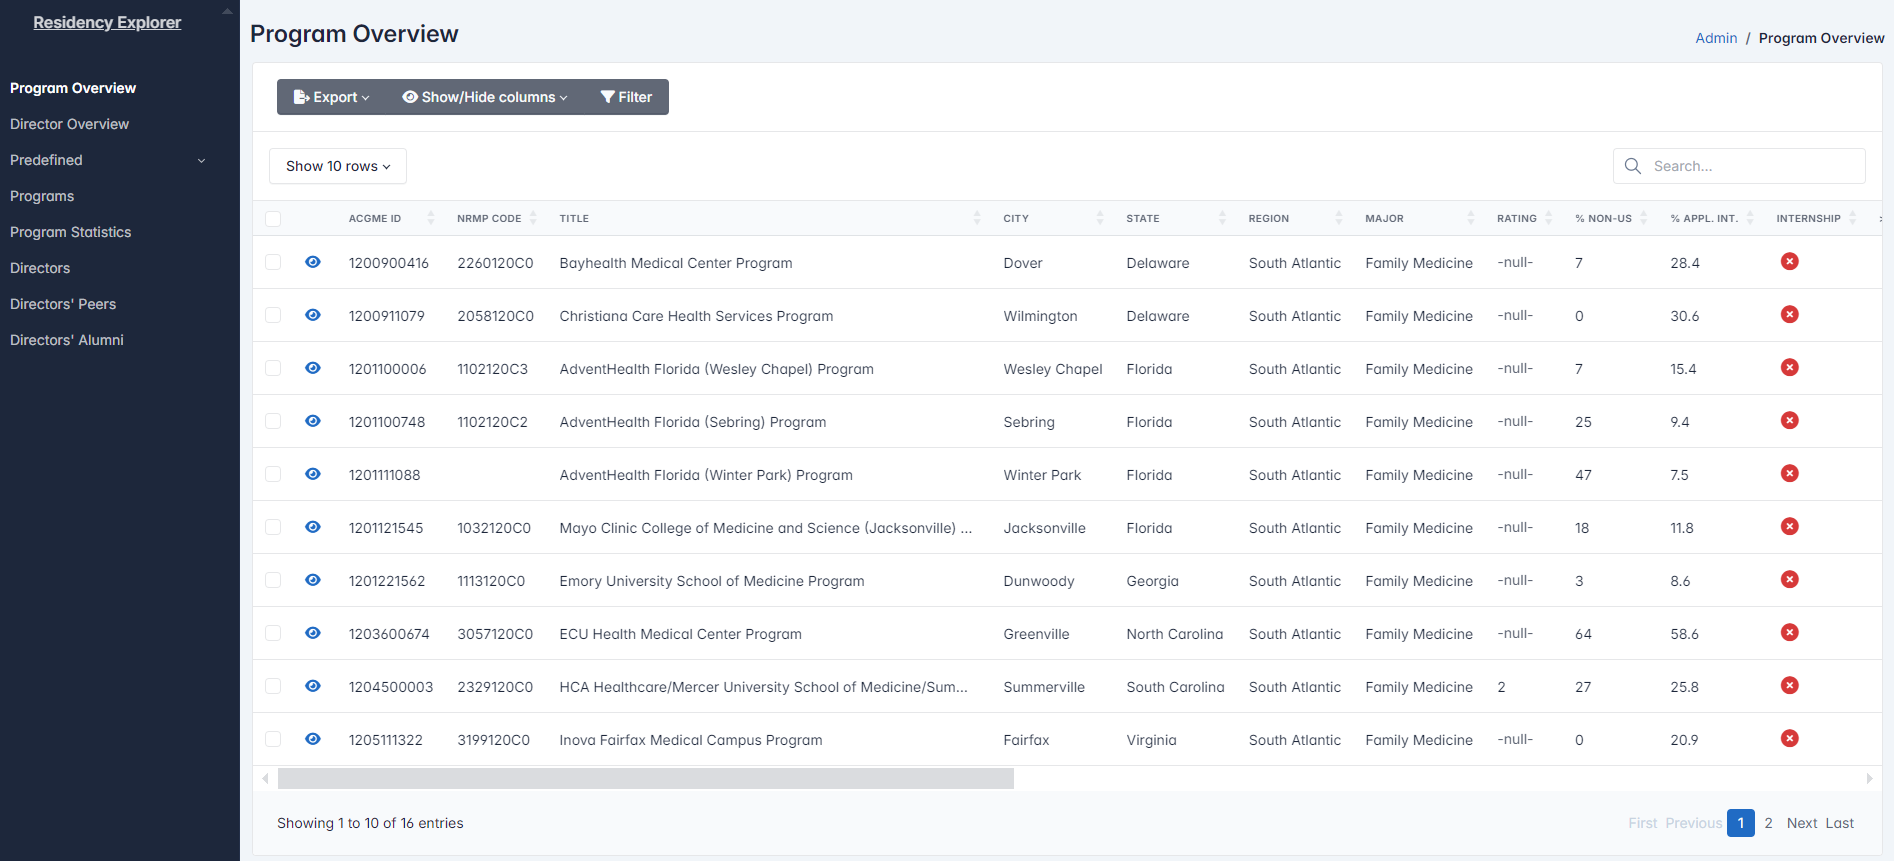 Residency Explorer
Program Overview
Director Overview
Predefined
Programs
Program Statistics
Directors
Directors' Peers
Directors' Alumni
Program Overview
Admin / Program Overview
Export Show/Hide columns Filter
Show 10 rows
Search...
ACGME ID NRMP CODE TITLE CITY STATE REGION MAJOR RATING % NON-US % APPL. INT. INTERNSHIP
1200900416 2260120C0 Bayhealth Medical Center Program Dover Delaware South Atlantic Family Medicine -null- 7 28.4
1200911079 2058120C0 Christiana Care Health Services Program Wilmington Delaware South Atlantic Family Medicine -null- 0 30.6
1201100006 1102120C3 AdventHealth Florida (Wesley Chapel) Program Wesley Chapel Florida South Atlantic Family Medicine -null- 7 15.4
1201100748 1102120C2 AdventHealth Florida (Sebring) Program Sebring Florida South Atlantic Family Medicine -null- 25 9.4
1201111088 AdventHealth Florida (Winter Park) Program Winter Park Florida South Atlantic Family Medicine -null- 47 7.5
1201121545 1032120C0 Mayo Clinic College of Medicine and Science (Jacksonville) ... Jacksonville Florida South Atlantic Family Medicine -null- 18 11.8
1201221562 1113120C0 Emory University School of Medicine Program Dunwoody Georgia South Atlantic Family Medicine -null- 3 8.6
1203600674 3057120C0 ECU Health Medical Center Program Greenville North Carolina South Atlantic Family Medicine -null- 64 58.6
1204500003 2329120C0 HCA Healthcare/Mercer University School of Medicine/Sum... Summerville South Carolina South Atlantic Family Medicine 2 27 25.8
1205111322 3199120C0 Inova Fairfax Medical Campus Program Fairfax Virginia South Atlantic Family Medicine -null- 0 20.9
Showing 1 to 10 of 16 entries
First Previous 1 2 Next Last